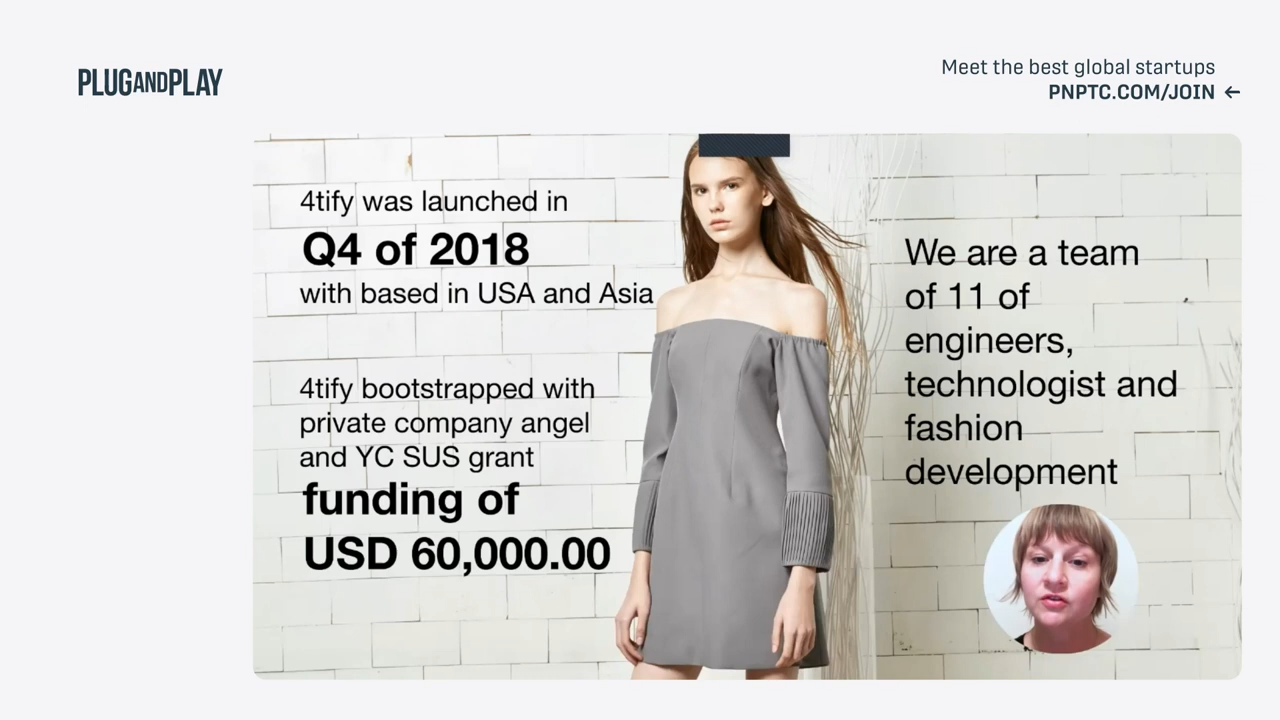 PLUGANDPLAY
Meet the best global startups
PNPTC.COM/JOIN ←
4tify was launched in
Q4 of 2018
with based in USA and Asia
4tify bootstrapped with
private company angel
and YC SUS grant
funding of
USD 60,000.00
We are a team
of 11 of
engineers,
technologist and
fashion
development